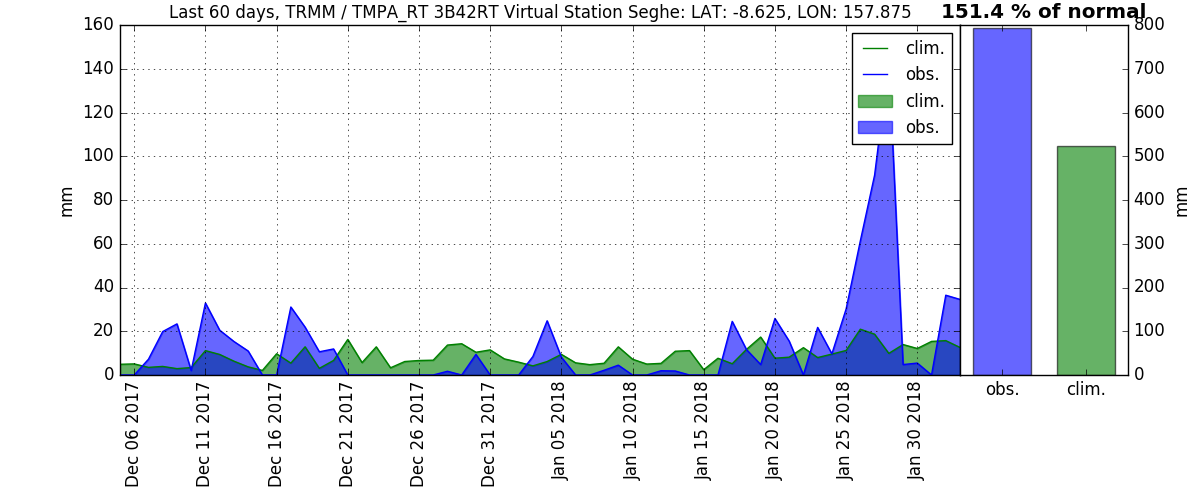 Last 60 days, TRMM / TMPA_RT 3B42RT Virtual Station Seghe: LAT: -8.625, LON: 157.875
151.4 % of normal
160
140
120
100
80
60
40
20
0
mm
clim.
obs.
clim.
obs.
800
700
600
500
400
300
200
100
0
mm
Dec 06 2017
Dec 11 2017
Dec 16 2017
Dec 21 2017
Dec 26 2017
Dec 31 2017
Jan 05 2018
Jan 10 2018
Jan 15 2018
Jan 20 2018
Jan 25 2018
Jan 30 2018
obs.
clim.